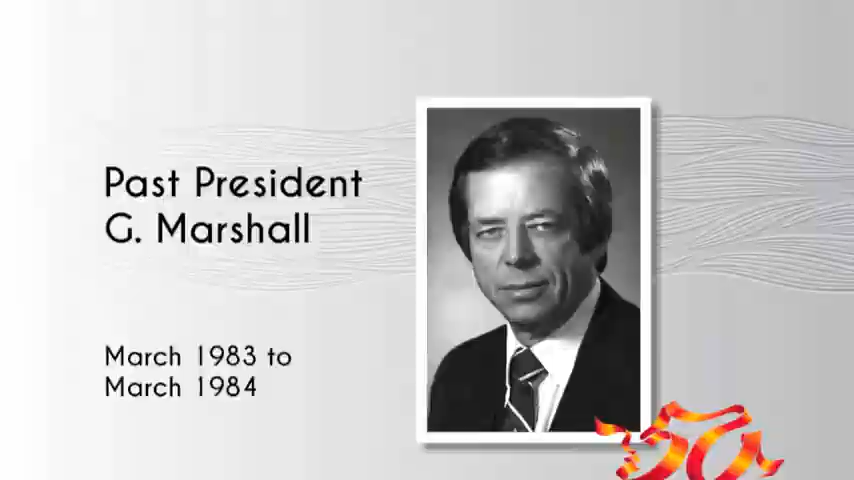 Past President
G. Marshall
March 1983 to
March 1984
50